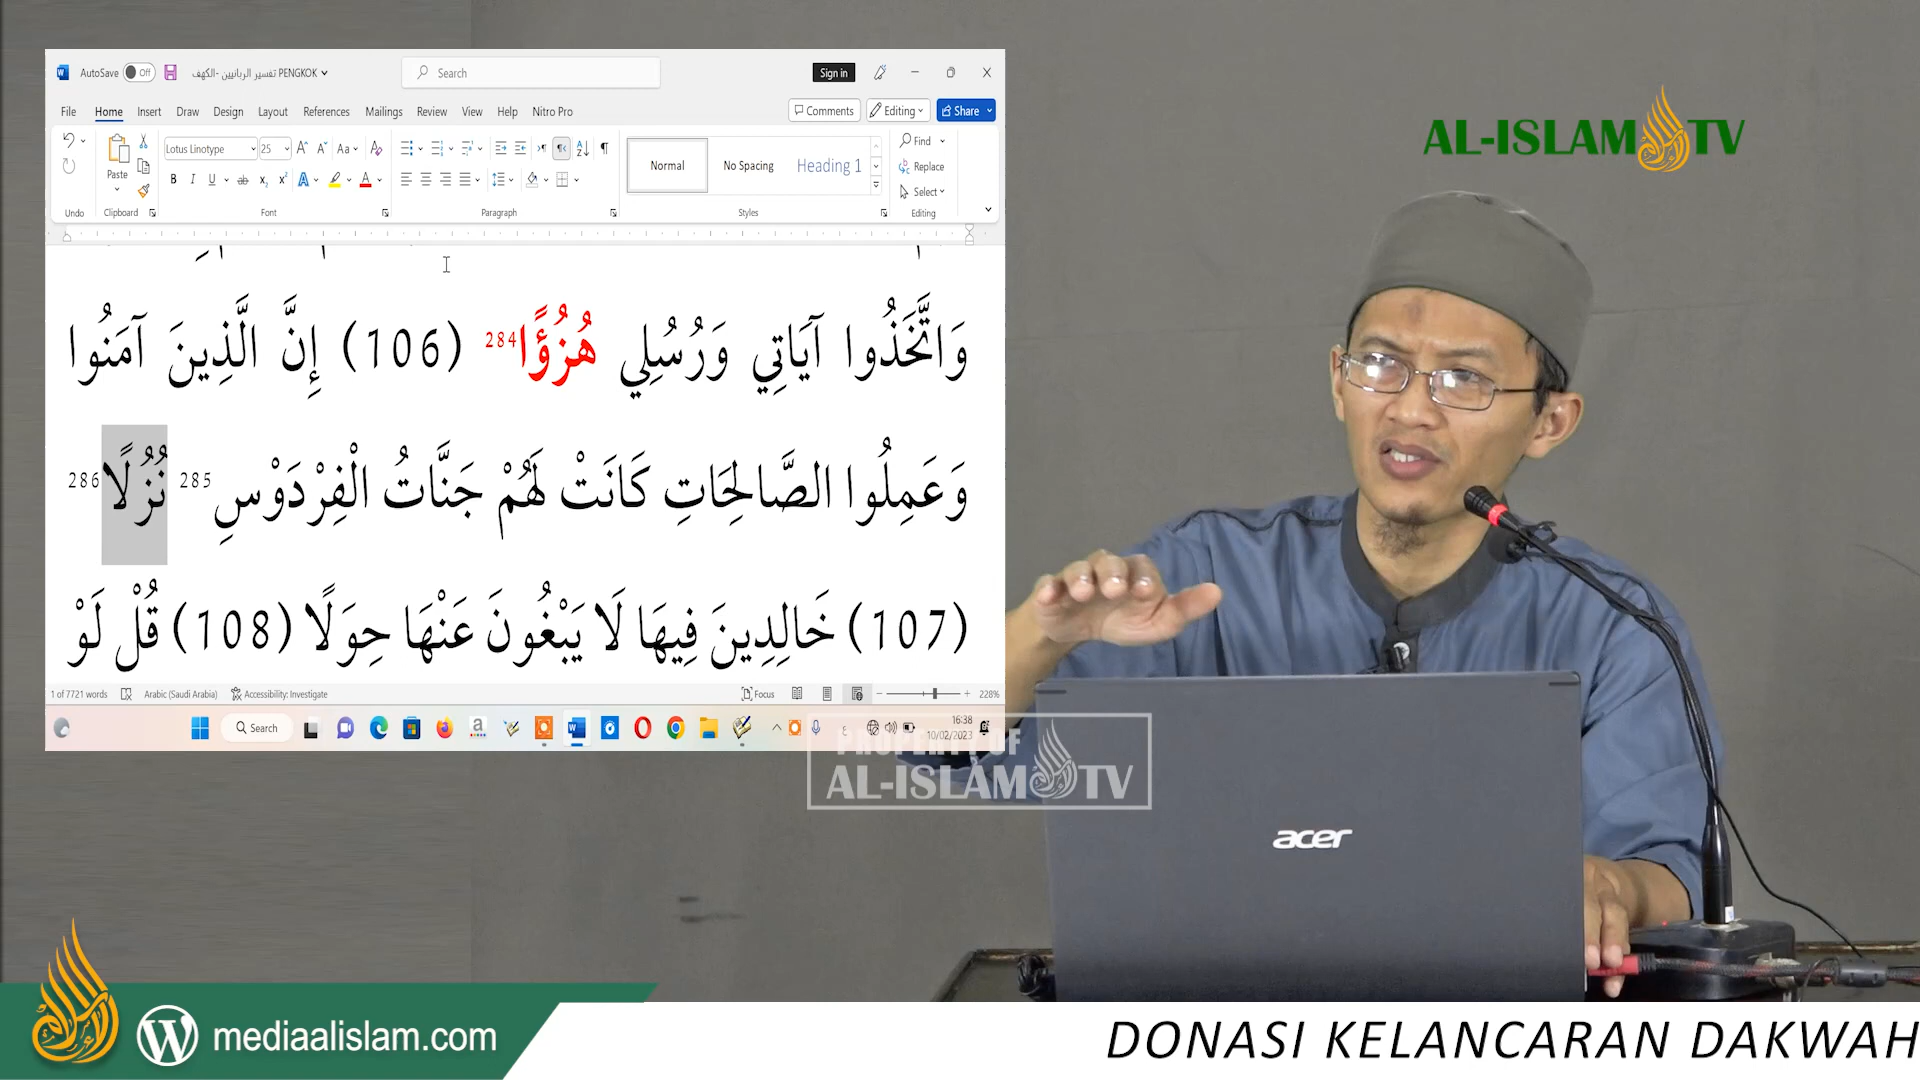 AutoSave Off PENGKOK تفسير الربانيين -الكهف Search Sign in
File Home Insert Draw Design Layout References Mailings Review View Help Nitro Pro Comments Editing Share
Lotus Linotype 25 Aa
Paste
B I U ab x₂ x² A A
Normal No Spacing Heading 1
Find
Replace
Select
Undo Clipboard Font Paragraph Styles Editing
وَاتَّخَذُوا آيَاتِي وَرُسُلِي هُزُؤًا284 (106) إِنَّ الَّذِينَ آمَنُوا
وَعَمِلُوا الصَّالِحَاتِ كَانَتْ لَهُمْ جَنَّاتُ الْفِرْدَوْسِ285 نُزُلًا286
(107) خَالِدِينَ فِيهَا لَا يَبْغُونَ عَنْهَا حِوَلًا (108) قُلْ لَوْ
1 of 7721 words Arabic (Saudi Arabia) Accessibility: Investigate Focus 228%
Search 16:38
10/02/2023
AL-ISLAM TV
PROPERTY OF
AL-ISLAM TV
acer
mediaalislam.com
DONASI KELANCARAN DAKWAH